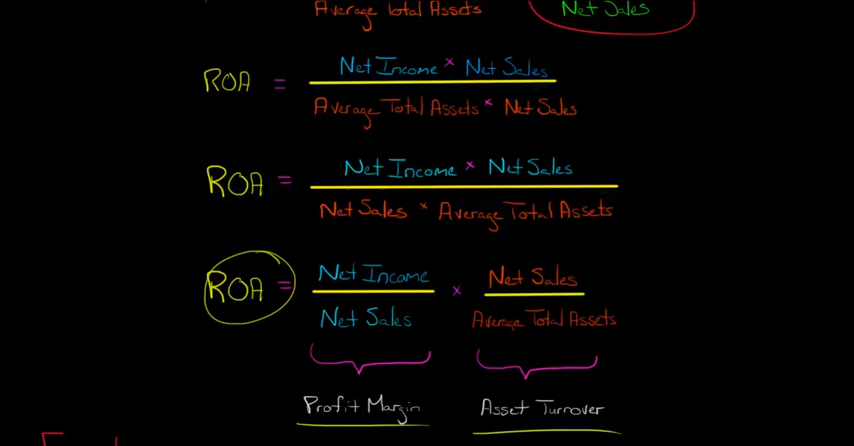 Average Total Assets Net Sales
ROA = Net Income × Net Sales
Average Total Assets × Net Sales
ROA = Net Income × Net Sales
Net Sales × Average Total Assets
ROA = Net Income × Net Sales
Net Sales Average Total Assets
Profit Margin Asset Turnover